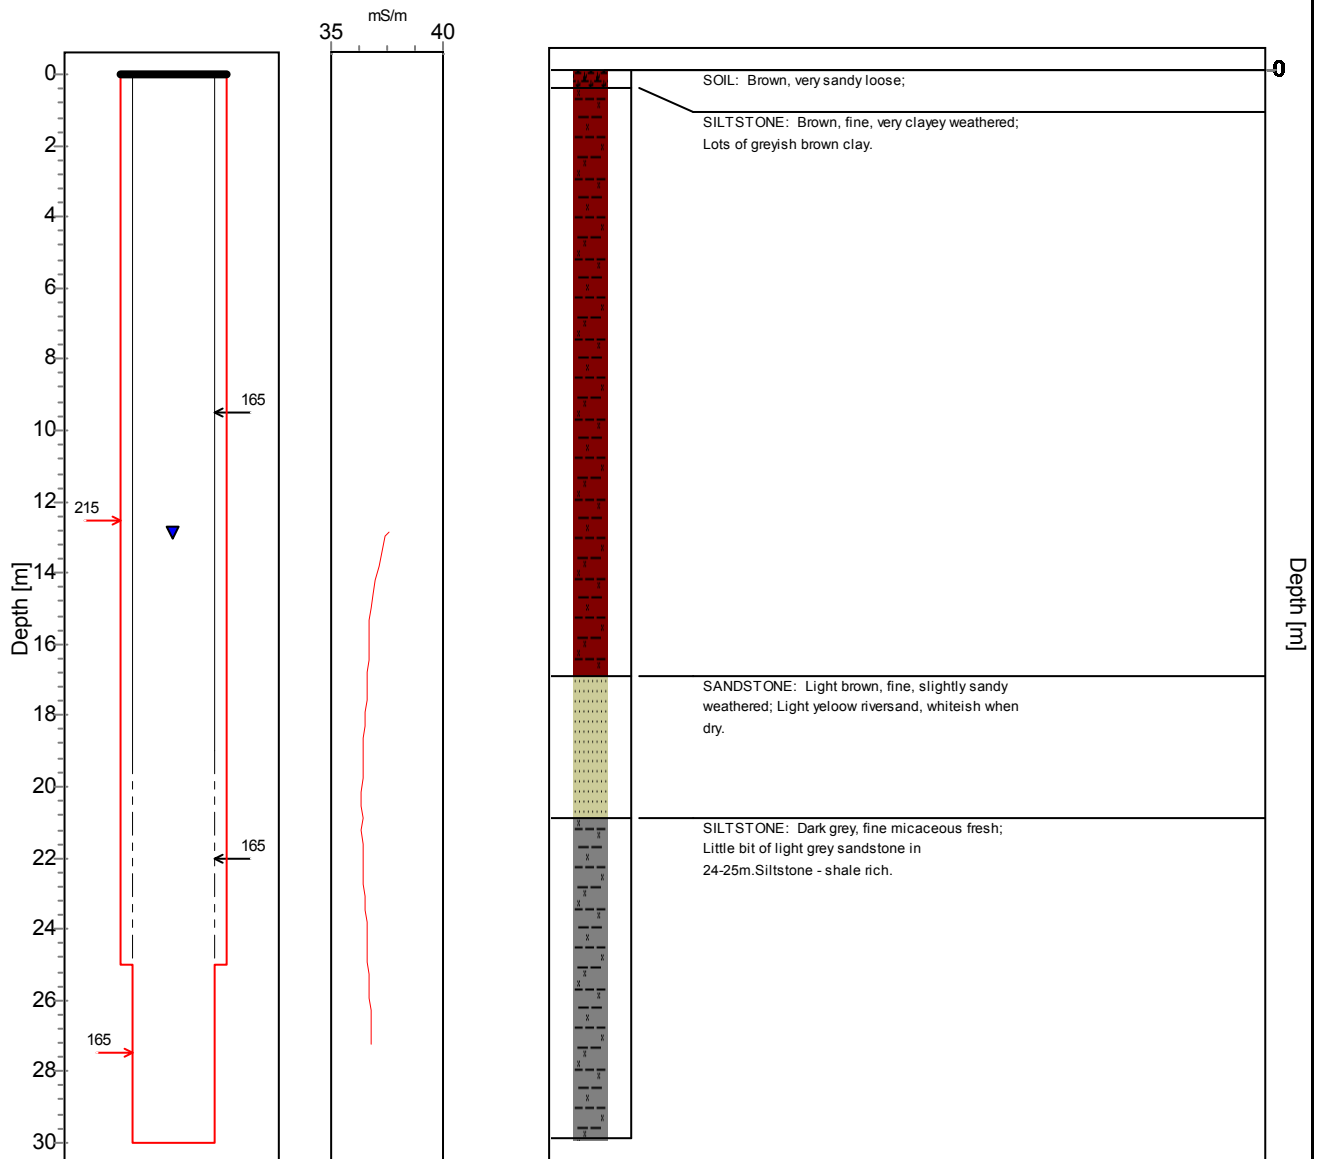 mS/m
35 40
0
2
4
6
8
10
12
14
16
18
20
22
24
26
28
30
Depth [m]
165
215
165
165
0
SOIL: Brown, very sandy loose;
SILTSTONE: Brown, fine, very clayey weathered;
Lots of greyish brown clay.
SANDSTONE: Light brown, fine, slightly sandy
weathered; Light yeloow riversand, whiteish when
dry.
SILTSTONE: Dark grey, fine micaceous fresh;
Little bit of light grey sandstone in
24-25m.Siltstone - shale rich.
Depth [m]